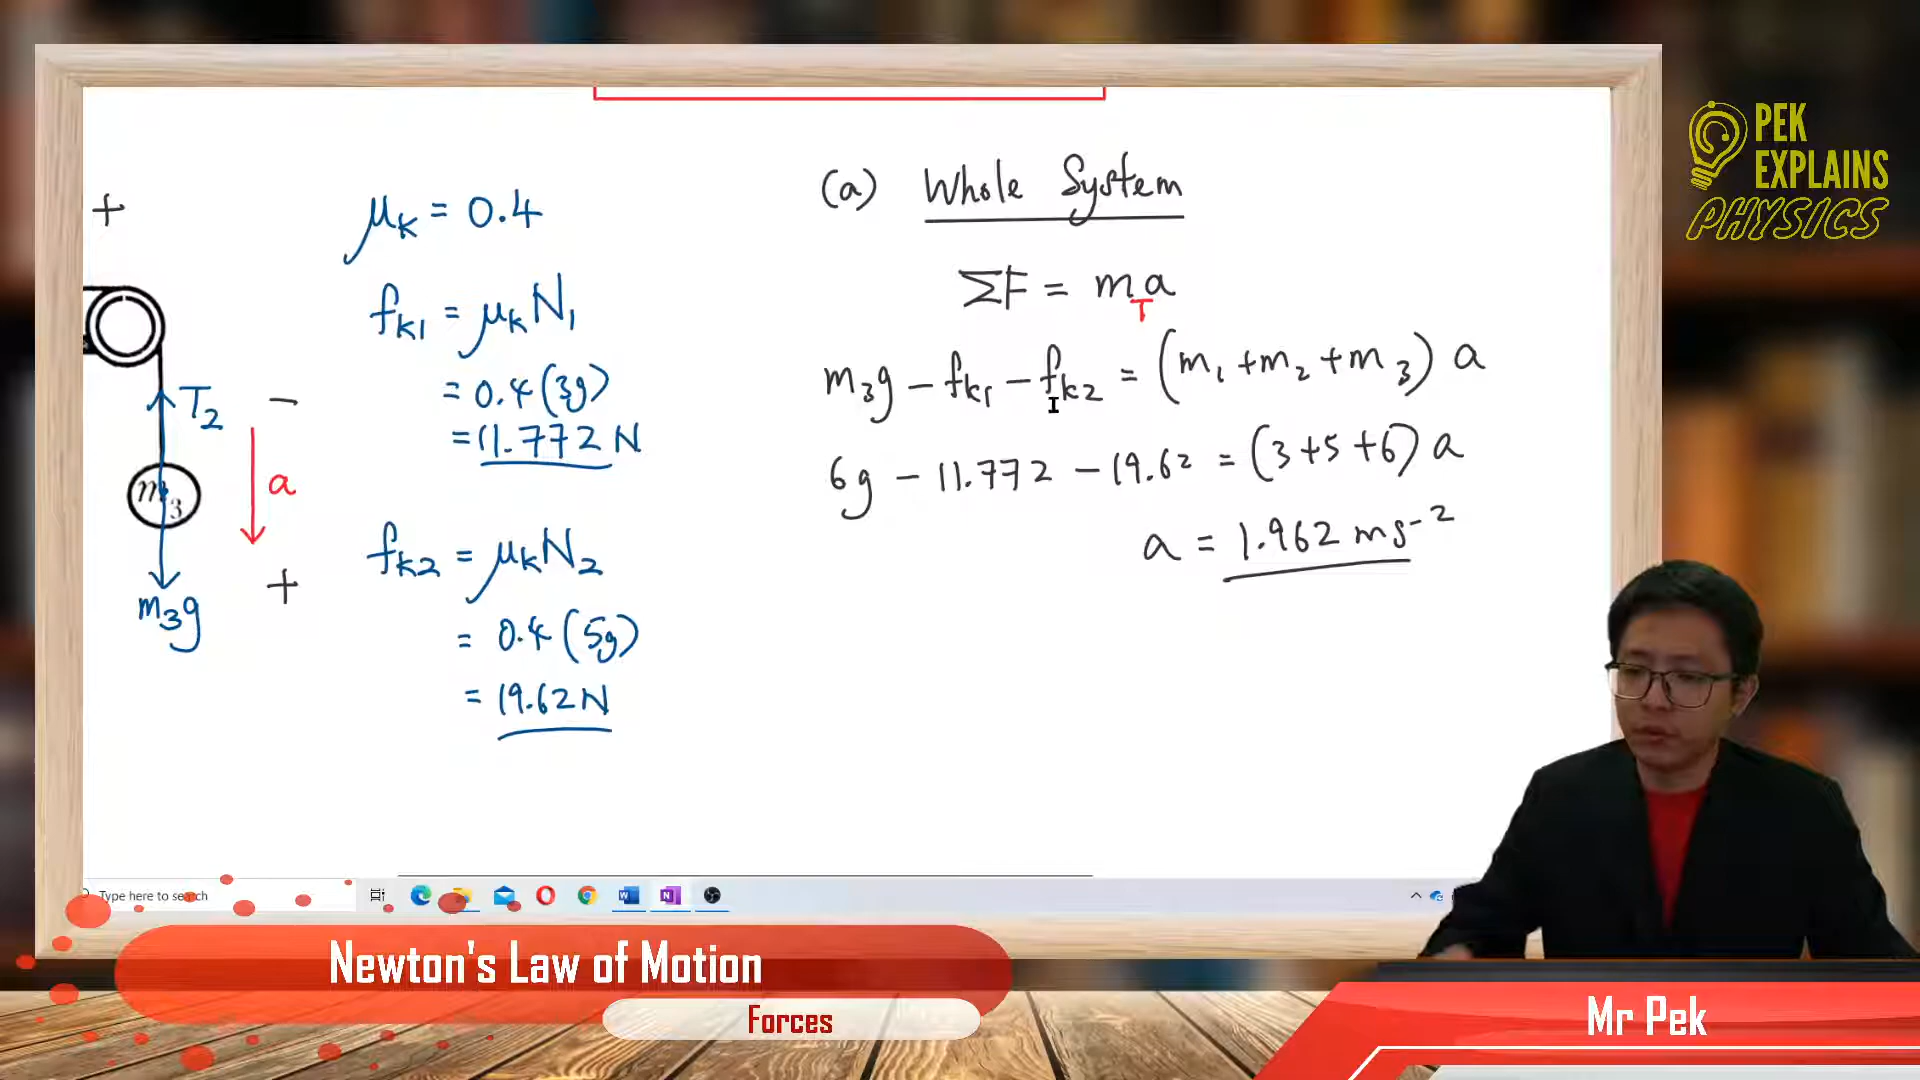 PEK
EXPLAINS
PHYSICS
+
T₂
−
a
m₃
+
m₃g
μₖ = 0.4
fₖ₁ = μₖN₁
= 0.4(3g)
= 11.772 N
fₖ₂ = μₖN₂
= 0.4(5g)
= 19.62N
(a) Whole System
ΣF = m_T a
m₃g − fₖ₁ − fₖ₂ = (m₁ + m₂ + m₃) a
6g − 11.772 − 19.62 = (3+5+6) a
a = 1.962 ms⁻²
Type here to search
Newton's Law of Motion
Forces
Mr Pek